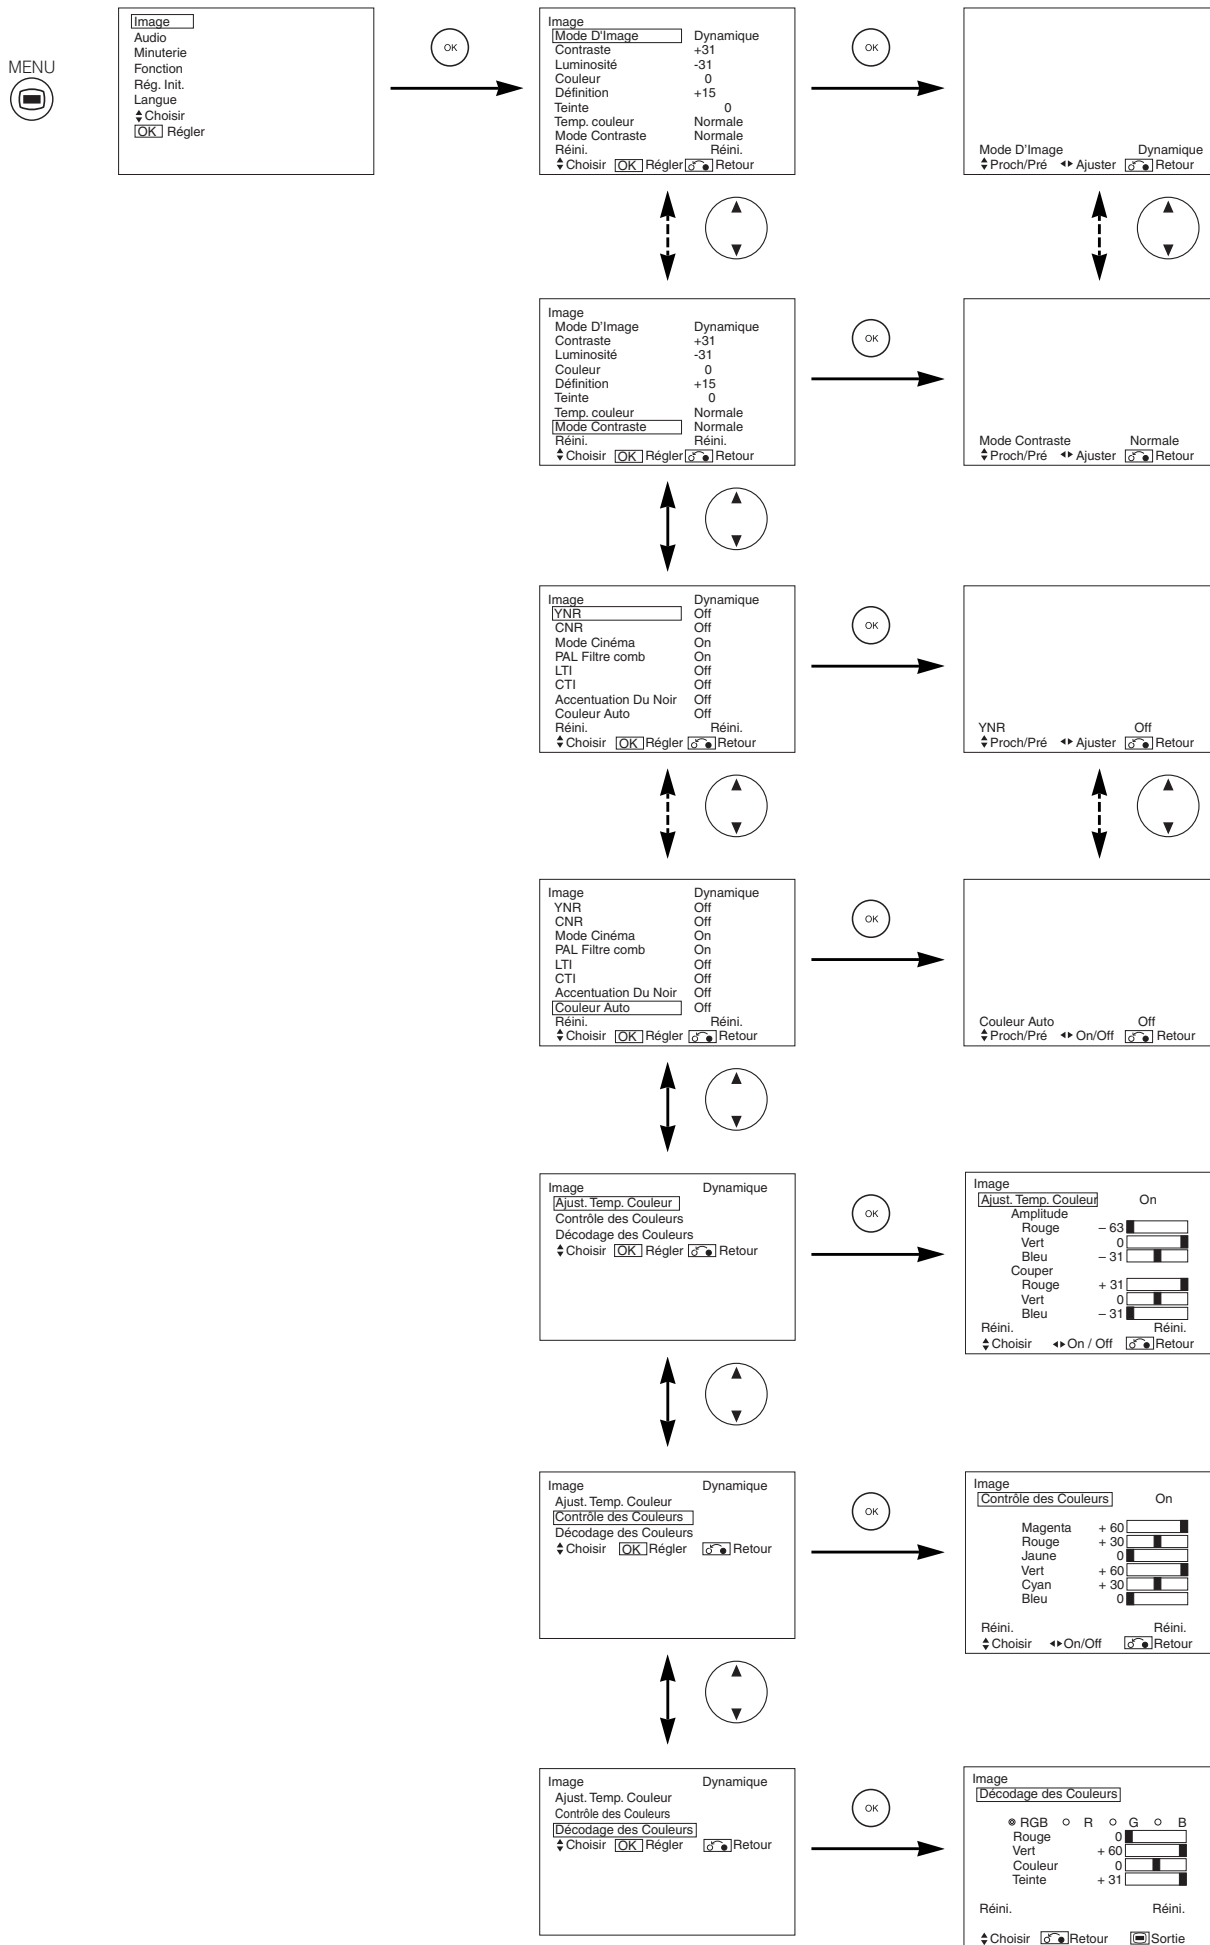 MENU
Image
Audio
Minuterie
Fonction
Rég. Init.
Langue
Choisir
OK Régler
OK
Image
Mode D'Image Dynamique
Contraste +31
Luminosité -31
Couleur 0
Définition +15
Teinte 0
Temp. couleur Normale
Mode Contraste Normale
Réini. Réini.
Choisir OK Régler Retour
OK
Mode D'Image Dynamique
Proch/Pré Ajuster Retour
Image
Mode D'Image Dynamique
Contraste +31
Luminosité -31
Couleur 0
Définition +15
Teinte 0
Temp. couleur Normale
Mode Contraste Normale
Réini. Réini.
Choisir OK Régler Retour
OK
Mode Contraste Normale
Proch/Pré Ajuster Retour
Image Dynamique
YNR Off
CNR Off
Mode Cinéma On
PAL Filtre comb On
LTI Off
CTI Off
Accentuation Du Noir Off
Couleur Auto Off
Réini. Réini.
Choisir OK Régler Retour
OK
YNR Off
Proch/Pré Ajuster Retour
Image Dynamique
YNR Off
CNR Off
Mode Cinéma On
PAL Filtre comb On
LTI Off
CTI Off
Accentuation Du Noir Off
Couleur Auto Off
Réini. Réini.
Choisir OK Régler Retour
OK
Couleur Auto Off
Proch/Pré On/Off Retour
Image Dynamique
Ajust. Temp. Couleur
Contrôle des Couleurs
Décodage des Couleurs
Choisir OK Régler Retour
OK
Image
Ajust. Temp. Couleur On
Amplitude
Rouge – 63
Vert 0
Bleu – 31
Couper
Rouge + 31
Vert 0
Bleu – 31
Réini. Réini.
Choisir On / Off Retour
Image Dynamique
Ajust. Temp. Couleur
Contrôle des Couleurs
Décodage des Couleurs
Choisir OK Régler Retour
OK
Image
Contrôle des Couleurs On
Magenta + 60
Rouge + 30
Jaune 0
Vert + 60
Cyan + 30
Bleu 0
Réini. Réini.
Choisir On/Off Retour
Image Dynamique
Ajust. Temp. Couleur
Contrôle des Couleurs
Décodage des Couleurs
Choisir OK Régler Retour
OK
Image
Décodage des Couleurs
RGB R G B
Rouge 0
Vert + 60
Couleur 0
Teinte + 31
Réini. Réini.
Choisir Retour Sortie